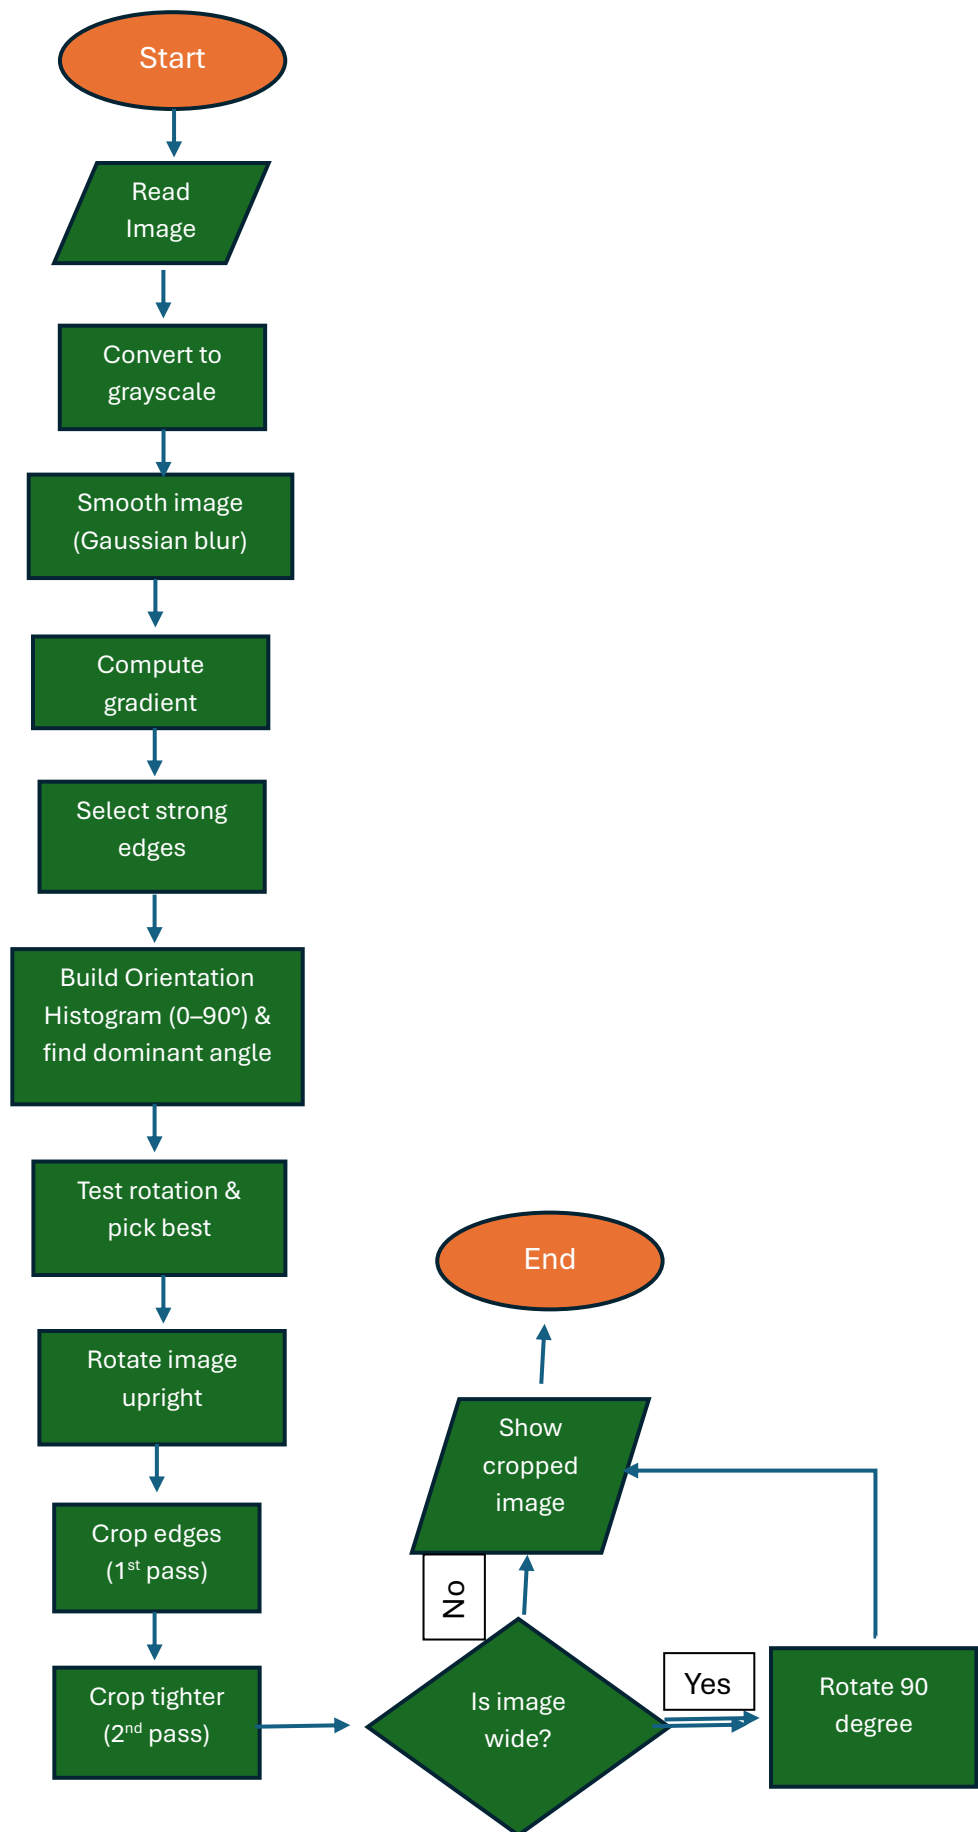 Start
Read
Image
Convert to
grayscale
Smooth image
(Gaussian blur)
Compute
gradient
Select strong
edges
Build Orientation
Histogram (0–90°) &
find dominant angle
Test rotation &
pick best
Rotate image
upright
Crop edges
(1st pass)
Crop tighter
(2nd pass)
Is image
wide?
Yes
Rotate 90
degree
No
Show
cropped
image
End